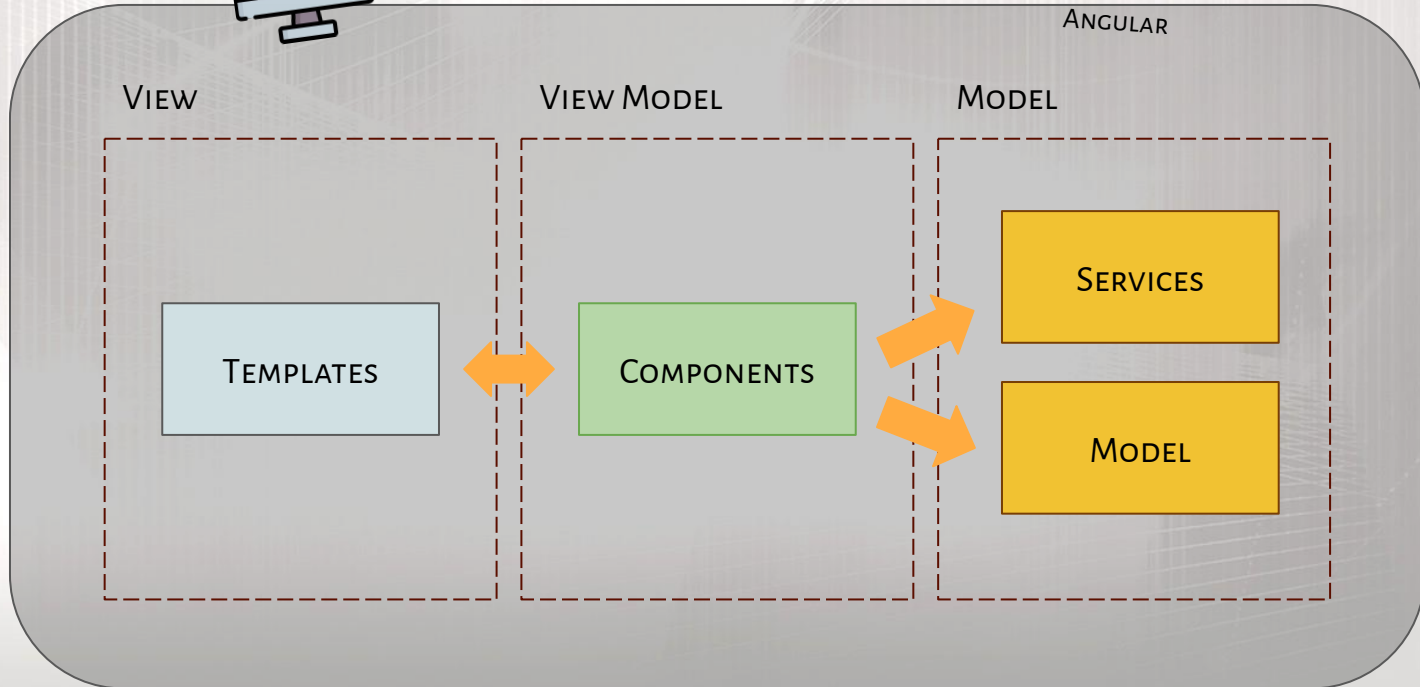 Angular
View
View Model
Model
Templates
Components
Services
Model